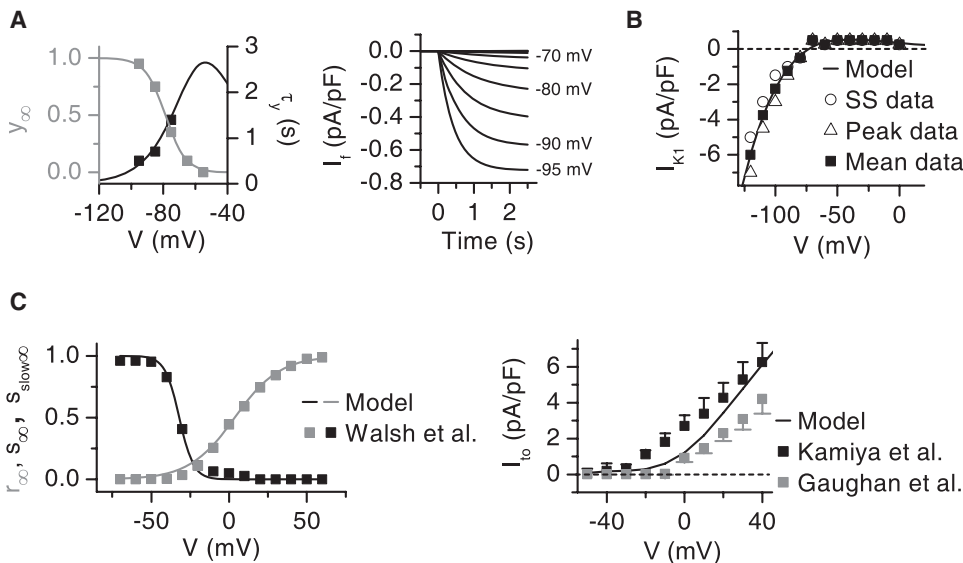 A
y∞
1.0
0.5
0.0
3
2
1
0
τy (s)
-120
-80
-40
V (mV)
If (pA/pF)
0.0
-0.2
-0.4
-0.6
-0.8
-70 mV
-80 mV
-90 mV
-95 mV
0
1
2
Time (s)
B
IK1 (pA/pF)
0
-2
-4
-6
Model
SS data
Peak data
Mean data
-100
-50
0
V (mV)
C
r∞, s∞, sslow∞
1.0
0.5
0.0
Model
Walsh et al.
-50
0
50
V (mV)
Ito (pA/pF)
6
4
2
0
Model
Kamiya et al.
Gaughan et al.
-40
0
40
V (mV)